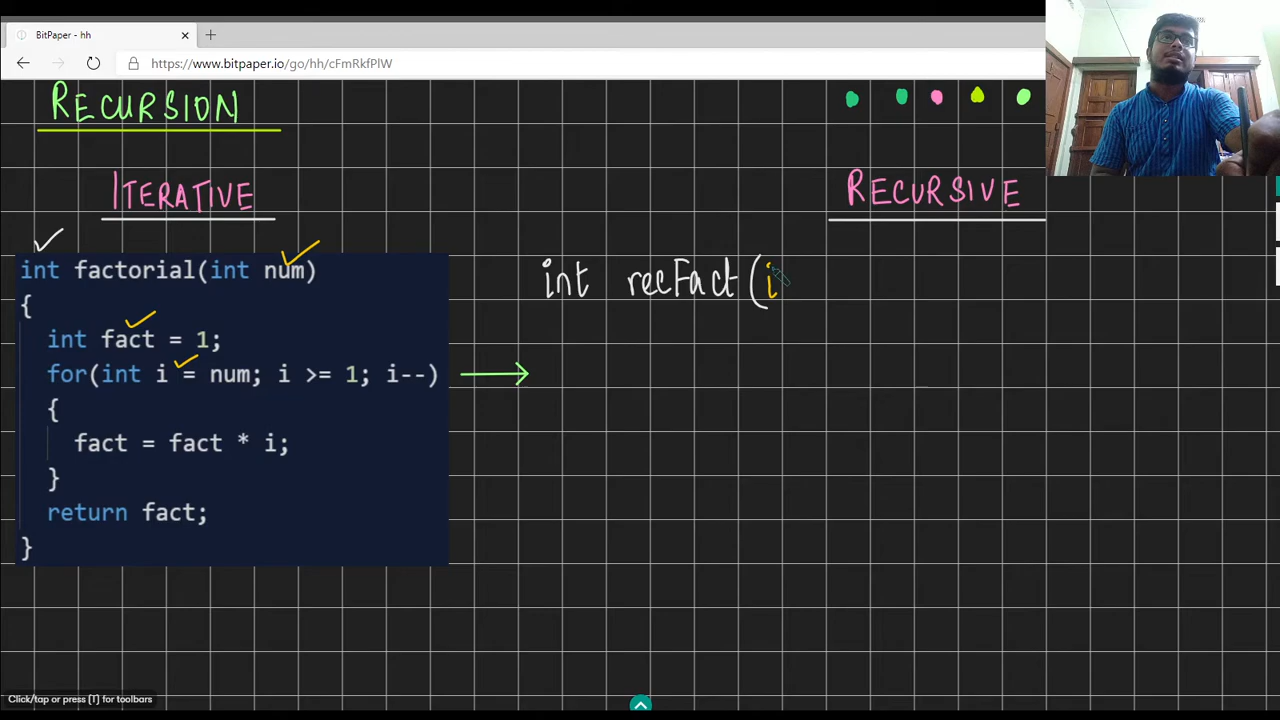 BitPaper - hh
https://www.bitpaper.io/go/hh/cFmRkfPlW
RECURSION
ITERATIVE
RECURSIVE
int factorial(int num)
{
int fact = 1;
for(int i = num; i >= 1; i--)
{
fact = fact * i;
}
return fact;
}
int recFact (i
Click/tap or press [1] for toolbars